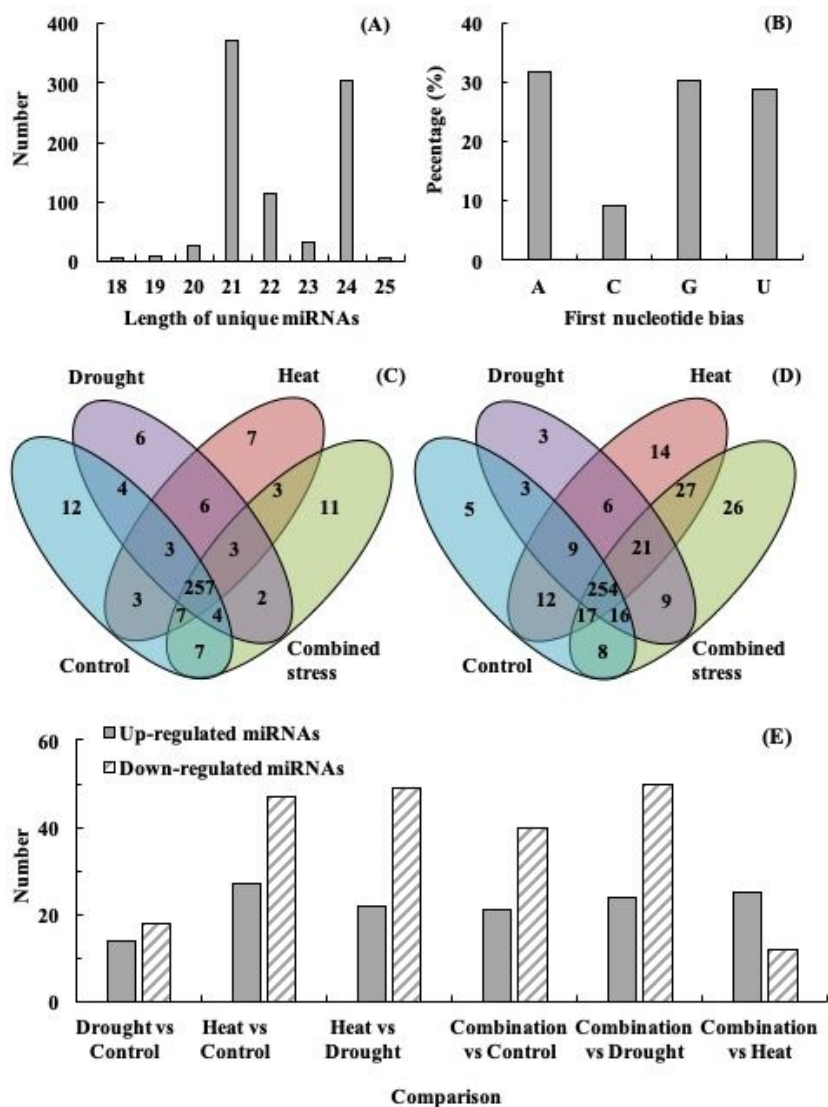 (A)
400
300
200
100
0
Number
18 19 20 21 22 23 24 25
Length of unique miRNAs
(B)
40
30
20
10
0
Pecentage (%)
A C G U
First nucleotide bias
Drought Heat (C)
6 7
12 4 6 3 11
3 3
257
3 7 4 2
7
Control Combined
stress
Drought Heat (D)
3 14
5 3 6 27 26
9 21
254
12 17 16 9
8
Control Combined
stress
(E)
Up-regulated miRNAs
Down-regulated miRNAs
60
40
20
0
Number
Drought vs Control
Heat vs Control
Heat vs Drought
Combination vs Control
Combination vs Drought
Combination vs Heat
Comparison